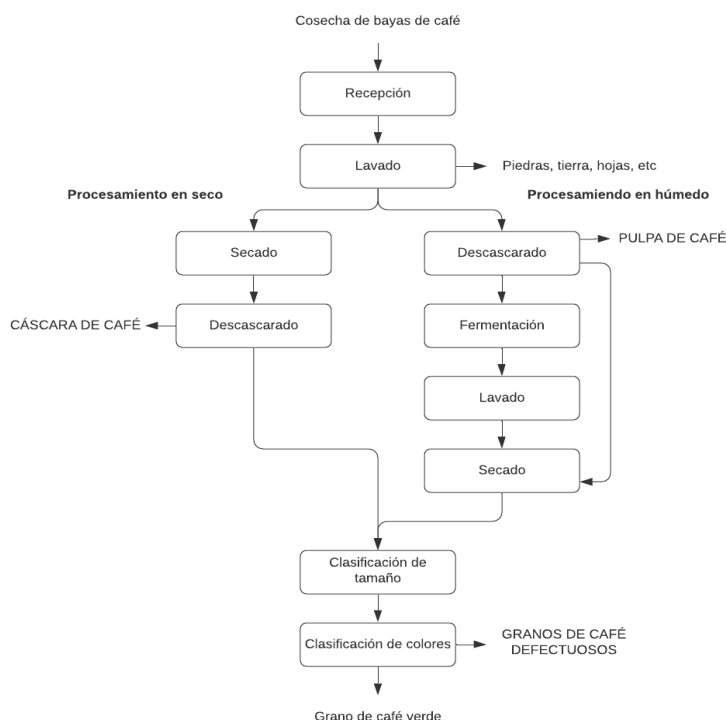 Cosecha de bayas de café
Recepción
Lavado
Piedras, tierra, hojas, etc
Procesamiento en seco
Procesamiendo en húmedo
Secado
Descascarado
PULPA DE CAFÉ
CÁSCARA DE CAFÉ
Descascarado
Fermentación
Lavado
Secado
Clasificación de
tamaño
Clasificación de colores
GRANOS DE CAFÉ
DEFECTUOSOS
Grano de café verde